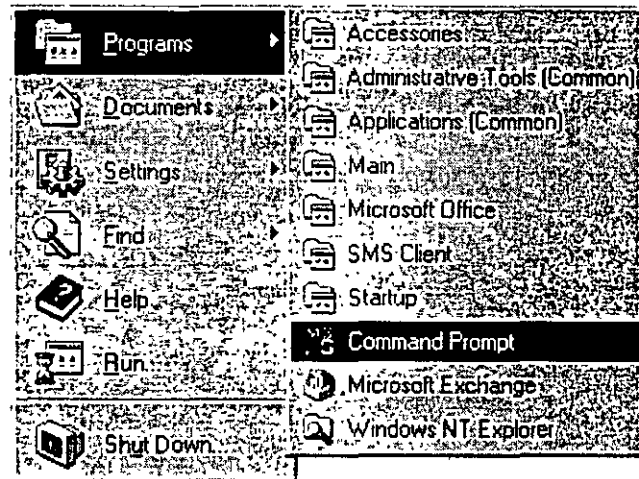 Programs
Documents
Settings
Find
Help
Run...
Shut Down...
Accessories
Administrative Tools (Common)
Applications (Common)
Main
Microsoft Office
SMS Client
Startup
Command Prompt
Microsoft Exchange
Windows NT Explorer